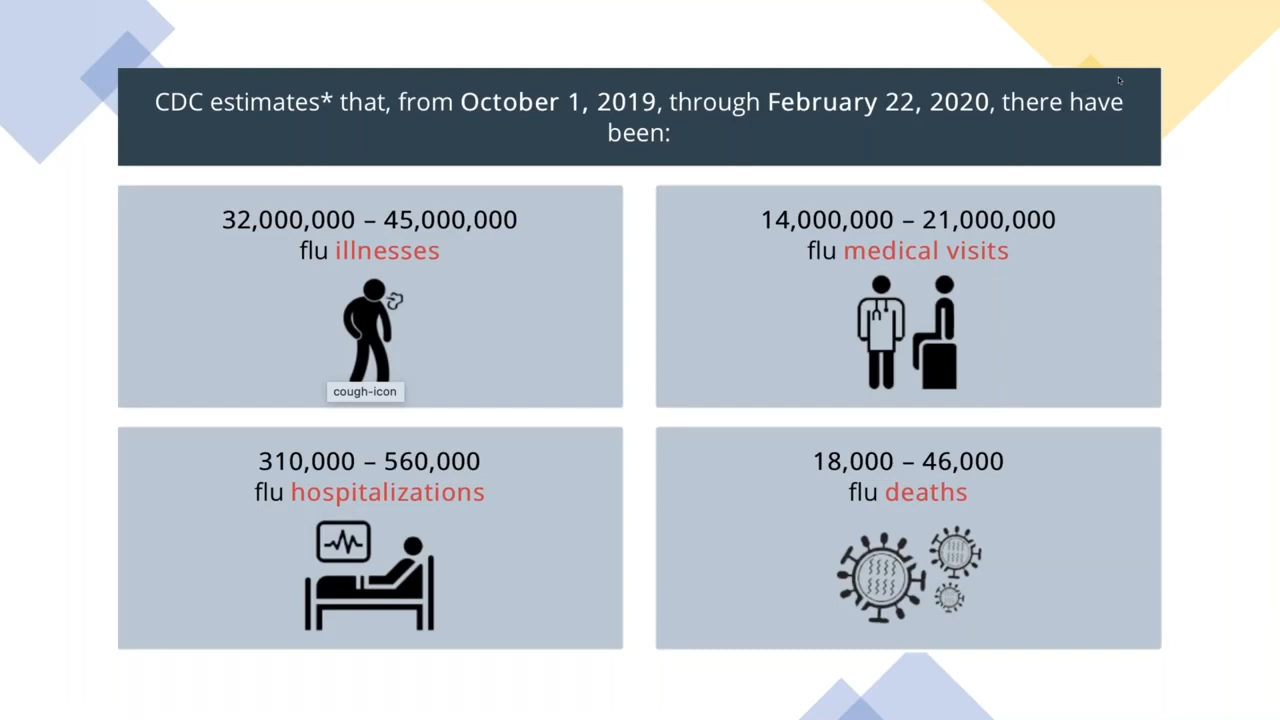 CDC estimates* that, from October 1, 2019, through February 22, 2020, there have
been:
32,000,000 – 45,000,000
flu illnesses
cough-icon
14,000,000 – 21,000,000
flu medical visits
310,000 – 560,000
flu hospitalizations
18,000 – 46,000
flu deaths